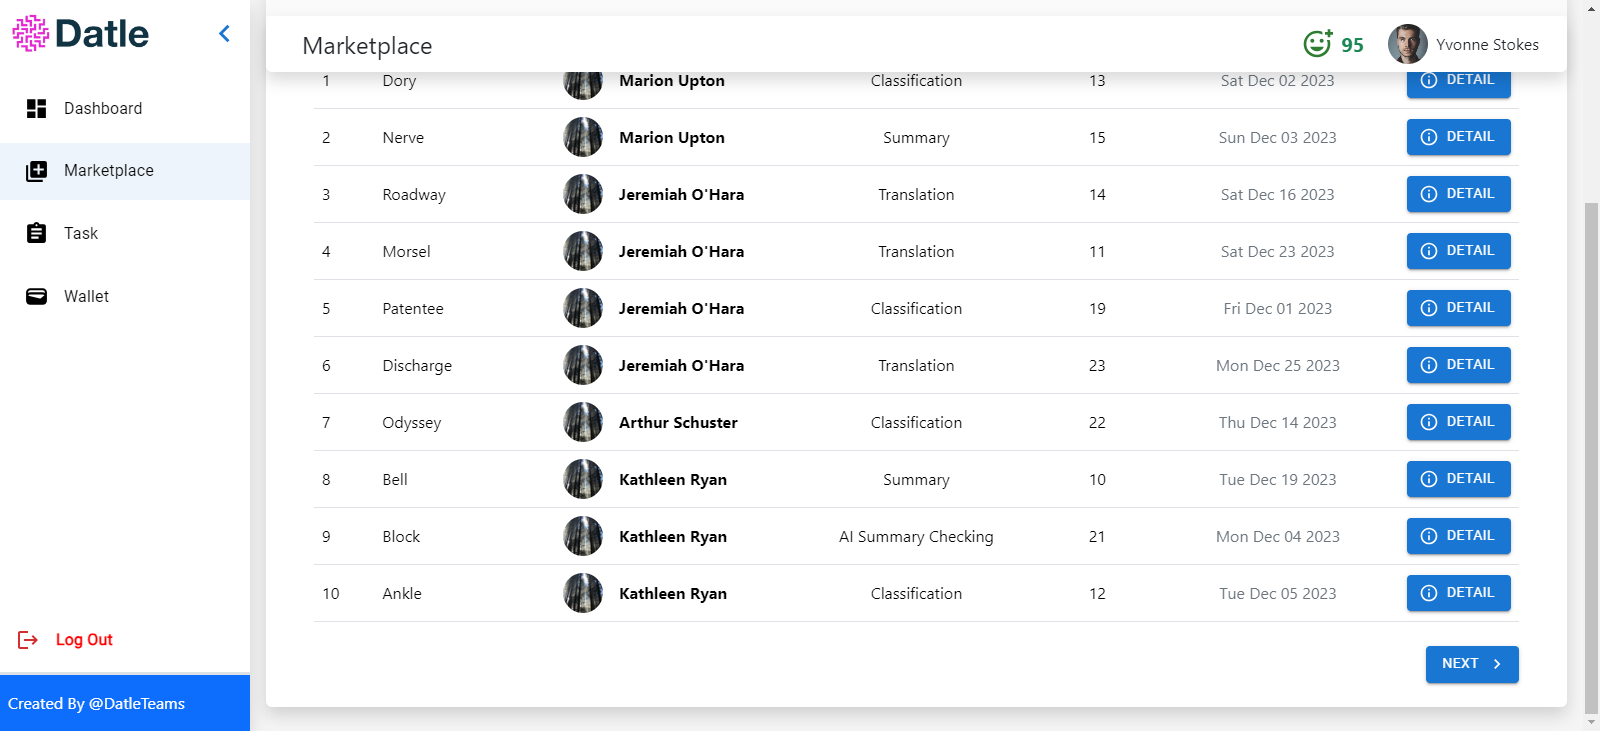 Datle
Marketplace
95
Yvonne Stokes
Dashboard
Marketplace
Task
Wallet
Log Out
Created By @DatleTeams
1 Dory Marion Upton Classification 13 Sat Dec 02 2023 DETAIL
2 Nerve Marion Upton Summary 15 Sun Dec 03 2023 DETAIL
3 Roadway Jeremiah O'Hara Translation 14 Sat Dec 16 2023 DETAIL
4 Morsel Jeremiah O'Hara Translation 11 Sat Dec 23 2023 DETAIL
5 Patentee Jeremiah O'Hara Classification 19 Fri Dec 01 2023 DETAIL
6 Discharge Jeremiah O'Hara Translation 23 Mon Dec 25 2023 DETAIL
7 Odyssey Arthur Schuster Classification 22 Thu Dec 14 2023 DETAIL
8 Bell Kathleen Ryan Summary 10 Tue Dec 19 2023 DETAIL
9 Block Kathleen Ryan AI Summary Checking 21 Mon Dec 04 2023 DETAIL
10 Ankle Kathleen Ryan Classification 12 Tue Dec 05 2023 DETAIL
NEXT